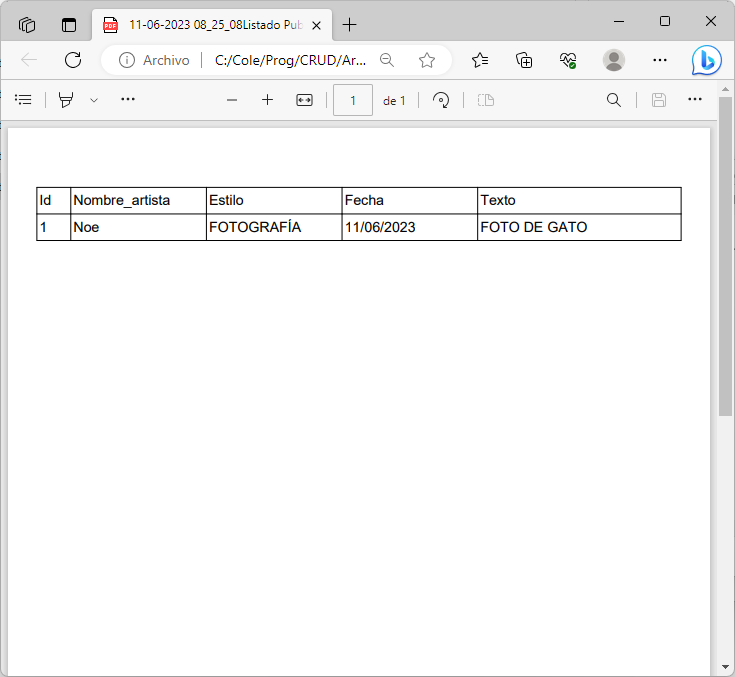 11-06-2023 08_25_08Listado Pub
Archivo C:/Cole/Prog/CRUD/Ar...
1 de 1
Id Nombre_artista Estilo Fecha Texto
1 Noe FOTOGRAFÍA 11/06/2023 FOTO DE GATO